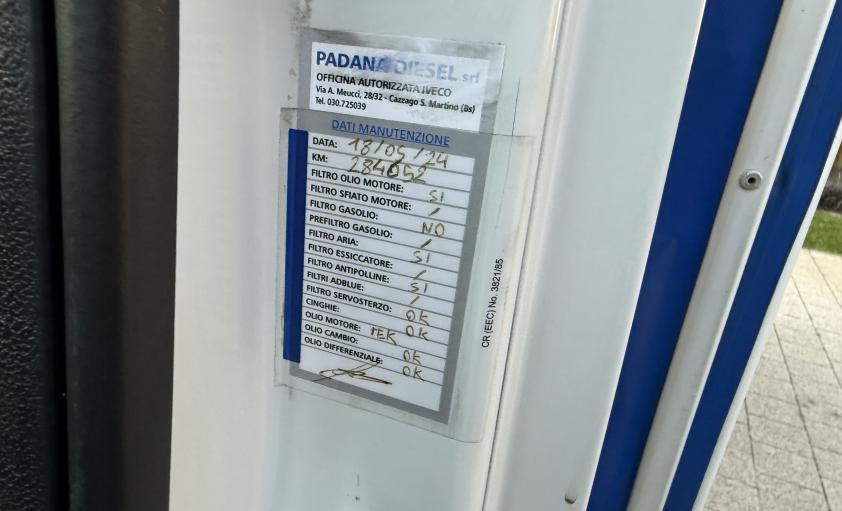 PADANA DIESEL srl
OFFICINA AUTORIZZATA IVECO
Via A. Meucci, 28/32 - Cazzago S. Martino (Bs)
Tel. 030.725039
DATI MANUTENZIONE
DATA: 18/05/24
KM: 284052
FILTRO OLIO MOTORE: SI
FILTRO SFIATO MOTORE: /
FILTRO GASOLIO: NO
PREFILTRO GASOLIO: /
FILTRO ARIA: SI
FILTRO ESSICCATORE: /
FILTRO ANTIPOLLINE: SI
FILTRI ADBLUE: /
FILTRO SERVOSTERZO: OK
CINGHIE:
OLIO MOTORE: TEK OK
OLIO CAMBIO: OK
OLIO DIFFERENZIALE: OK
CR (EEC) No. 3821/85